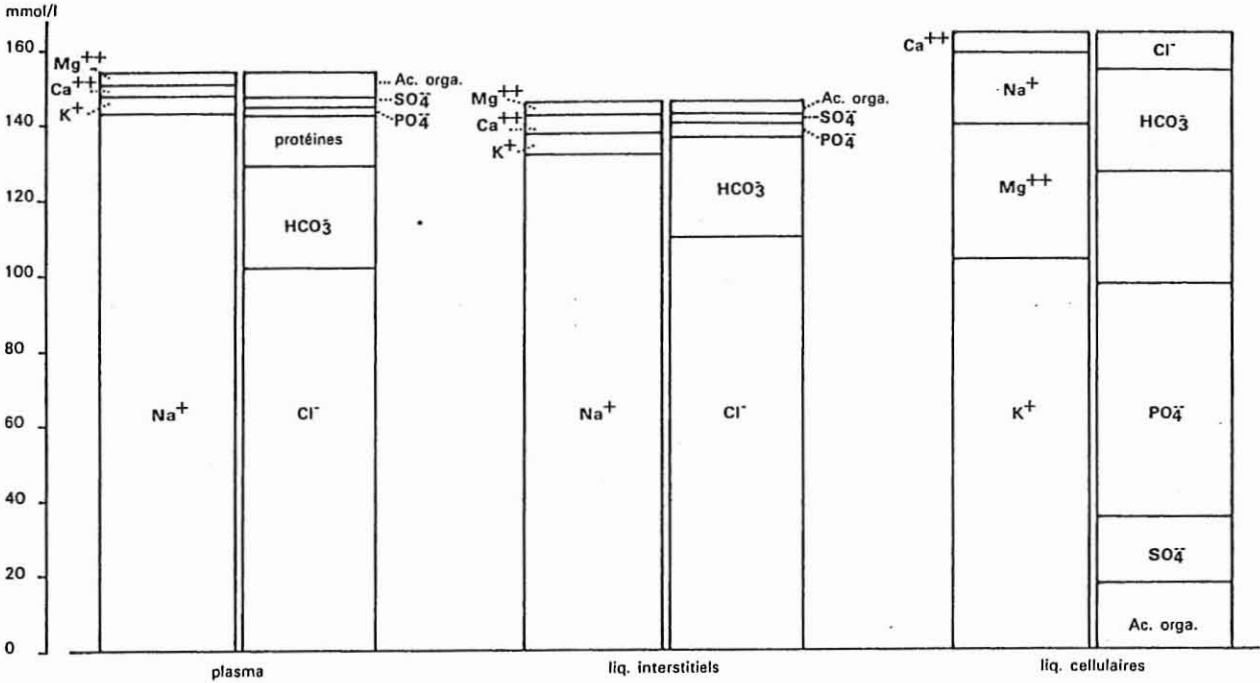 mmol/l
160
140
120
100
80
60
40
20
0
Mg++
Ca++
K+
Na+
Ac. orga.
SO4--
PO4--
protéines
HCO3-
Cl-
plasma
Mg++
Ca++
K+
Na+
Ac. orga.
SO4--
PO4--
HCO3-
Cl-
liq. interstitiels
Ca++
Na+
Mg++
K+
Cl-
HCO3-
PO4--
SO4--
Ac. orga.
liq. cellulaires